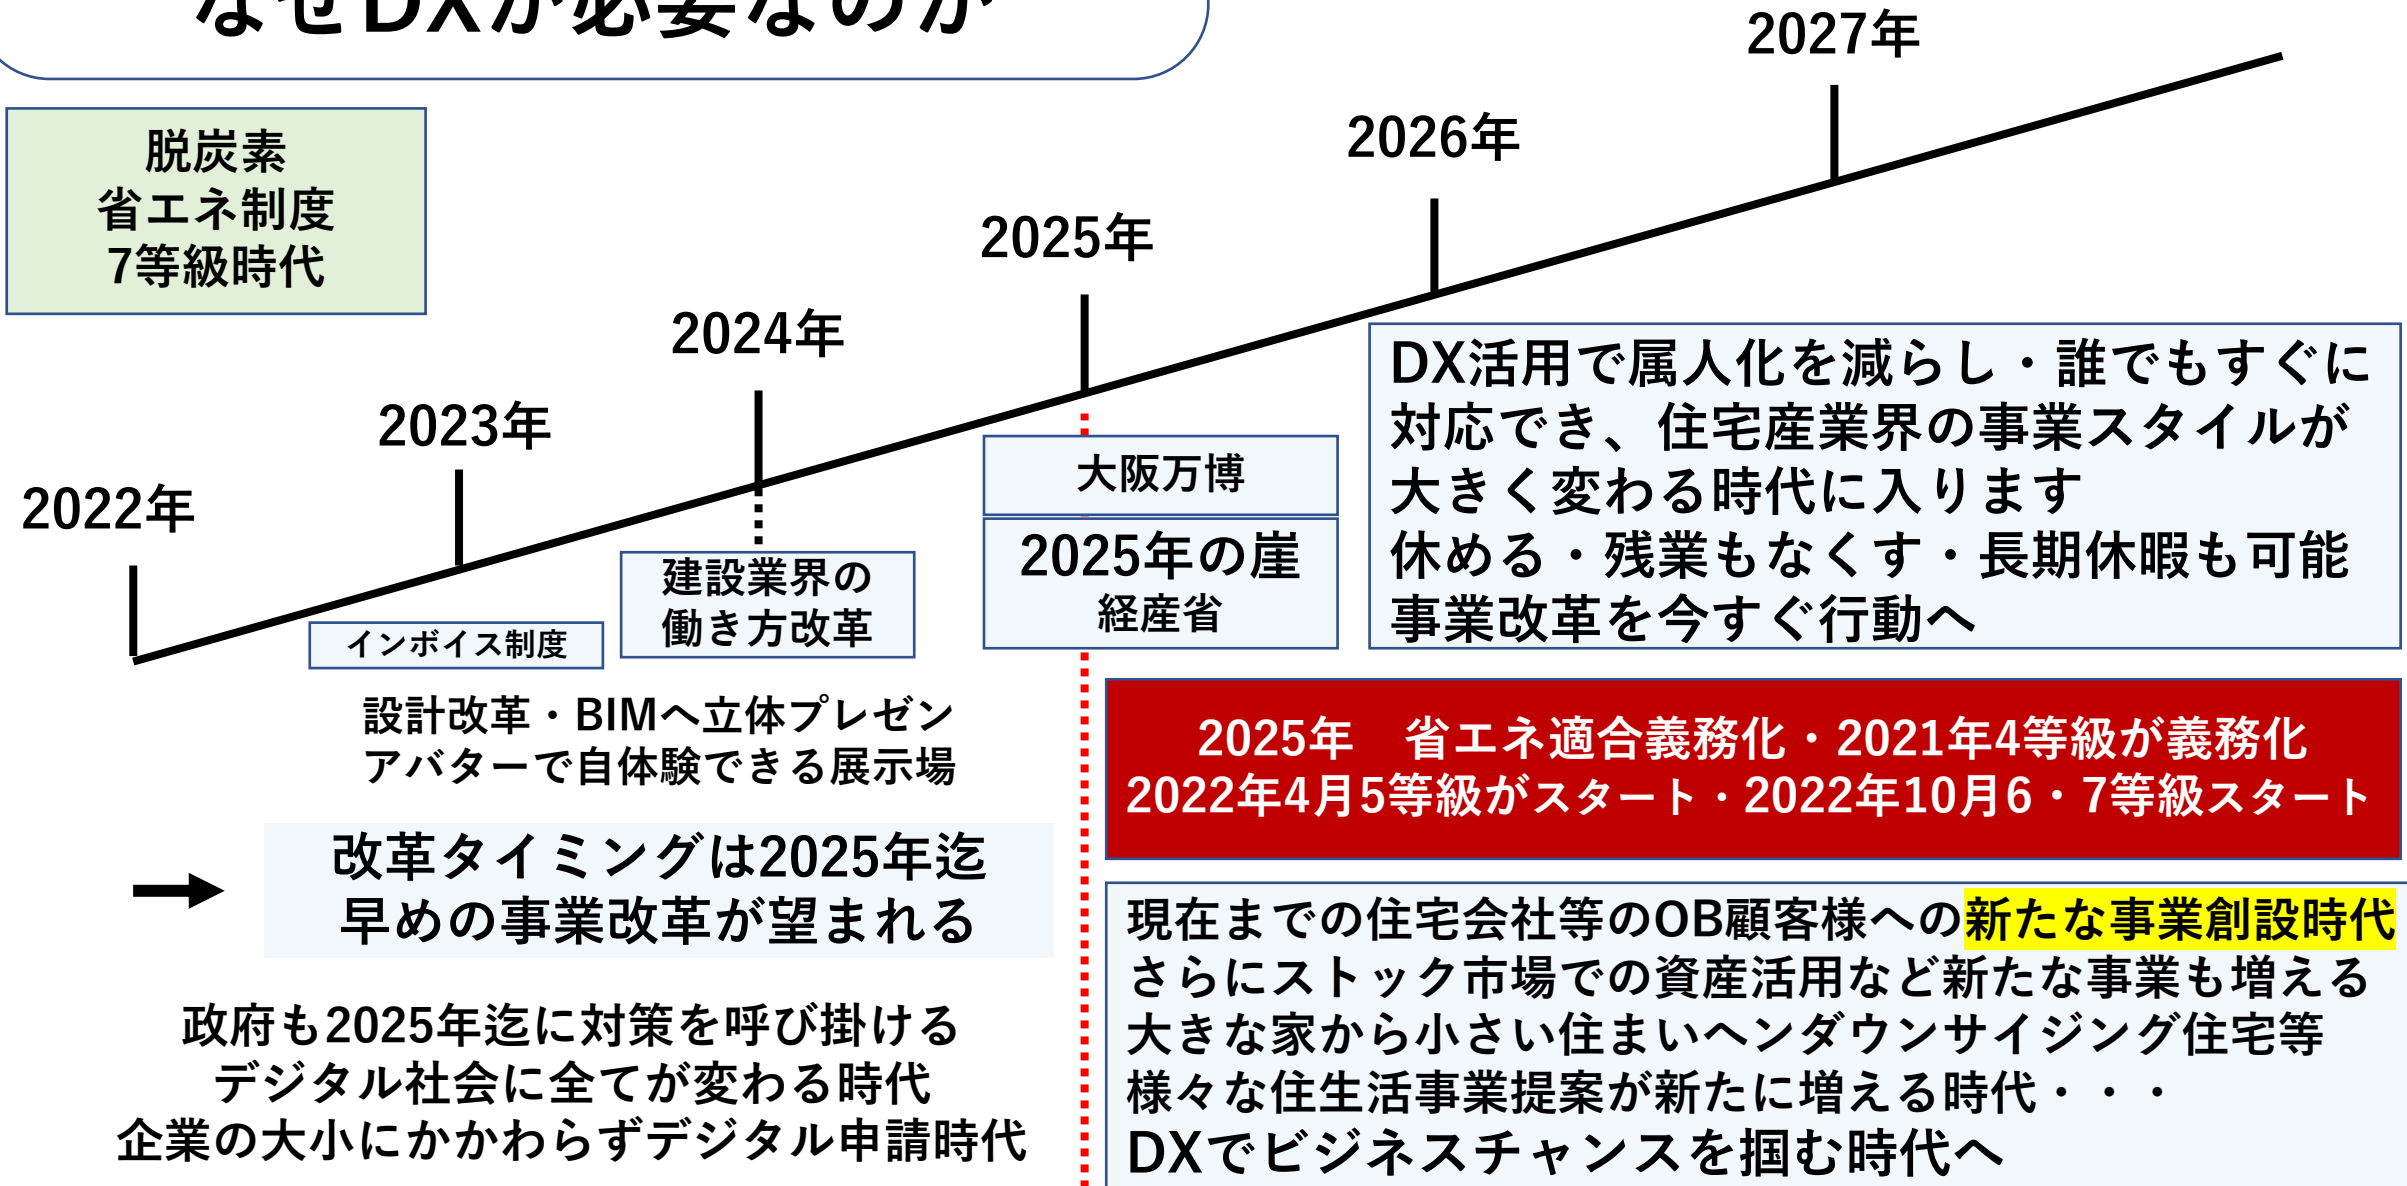 なぜDXが必要なのか
2027年
2026年
2025年
2024年
2023年
2022年
脱炭素
省エネ制度
7等級時代
インボイス制度
建設業界の
働き方改革
大阪万博
2025年の崖
経産省
DX活用で属人化を減らし・誰でもすぐに
対応でき、住宅産業界の事業スタイルが
大きく変わる時代に入ります
休める・残業もなくす・長期休暇も可能
事業改革を今すぐ行動へ
設計改革・BIMへ立体プレゼン
アバターで自体験できる展示場
改革タイミングは2025年迄
早めの事業改革が望まれる
政府も2025年迄に対策を呼び掛ける
デジタル社会に全てが変わる時代
企業の大小にかかわらずデジタル申請時代
2025年　省エネ適合義務化・2021年4等級が義務化
2022年4月5等級がスタート・2022年10月6・7等級スタート
現在までの住宅会社等のOB顧客様への新たな事業創設時代
さらにストック市場での資産活用など新たな事業も増える
大きな家から小さい住まいヘンダウンサイジング住宅等
様々な住生活事業提案が新たに増える時代・・・
DXでビジネスチャンスを掴む時代へ